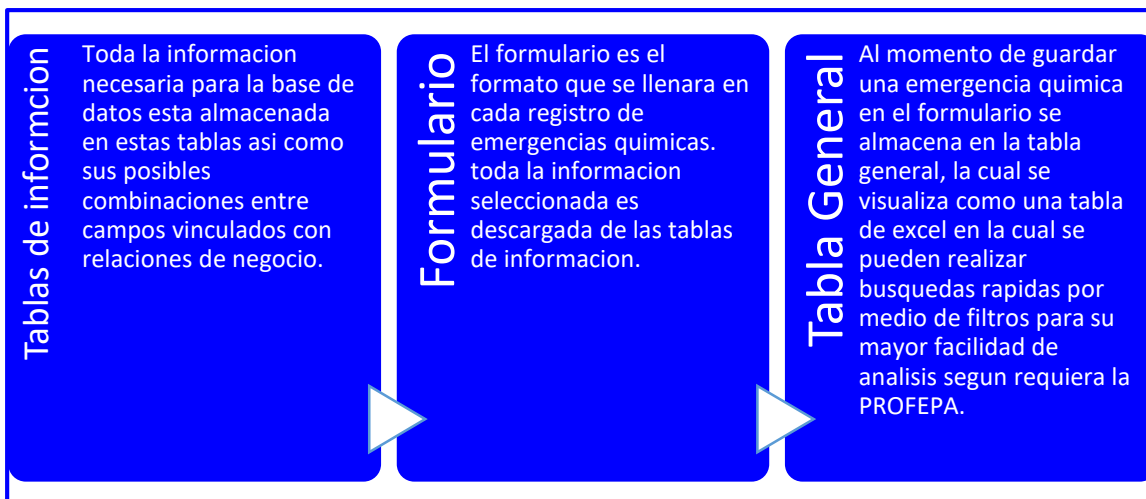 Tablas de informcion
Toda la informacion
necesaria para la base de
datos esta almacenada
en estas tablas asi como
sus posibles
combinaciones entre
campos vinculados con
relaciones de negocio.
Formulario
El formulario es el
formato que se llenara en
cada registro de
emergencias quimicas.
toda la informacion
seleccionada es
descargada de las tablas
de informacion.
Tabla General
Al momento de guardar
una emergencia quimica
en el formulario se
almacena en la tabla
general, la cual se
visualiza como una tabla
de excel en la cual se
pueden realizar
busquedas rapidas por
medio de filtros para su
mayor facilidad de
analisis segun requiera la
PROFEPA.